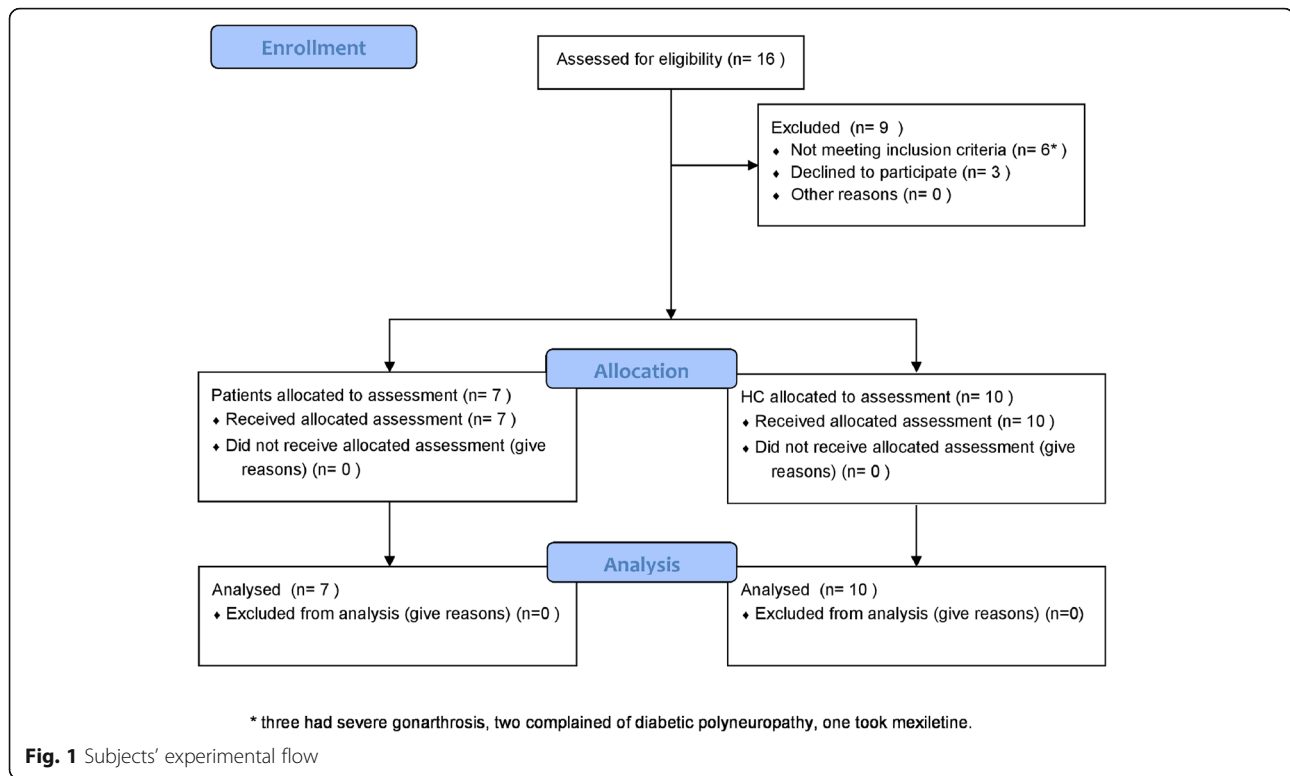 Enrollment
Assessed for eligibility (n= 16 )
Excluded (n= 9 )
♦ Not meeting inclusion criteria (n= 6* )
♦ Declined to participate (n= 3 )
♦ Other reasons (n= 0 )
Allocation
Patients allocated to assessment (n= 7 )
♦ Received allocated assessment (n= 7 )
♦ Did not receive allocated assessment (give
reasons) (n= 0 )
HC allocated to assessment (n= 10 )
♦ Received allocated assessment (n= 10 )
♦ Did not receive allocated assessment (give
reasons) (n= 0 )
Analysis
Analysed (n= 7 )
♦ Excluded from analysis (give reasons) (n=0 )
Analysed (n= 10 )
♦ Excluded from analysis (give reasons) (n=0)
* three had severe gonarthrosis, two complained of diabetic polyneuropathy, one took mexiletine.
Fig. 1 Subjects’ experimental flow